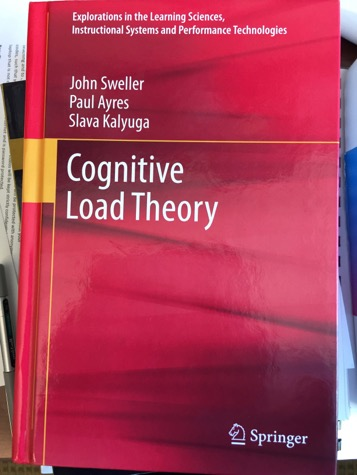 Explorations in the Learning Sciences,
Instructional Systems and Performance Technologies
John Sweller
Paul Ayres
Slava Kalyuga
Cognitive
Load Theory
Springer